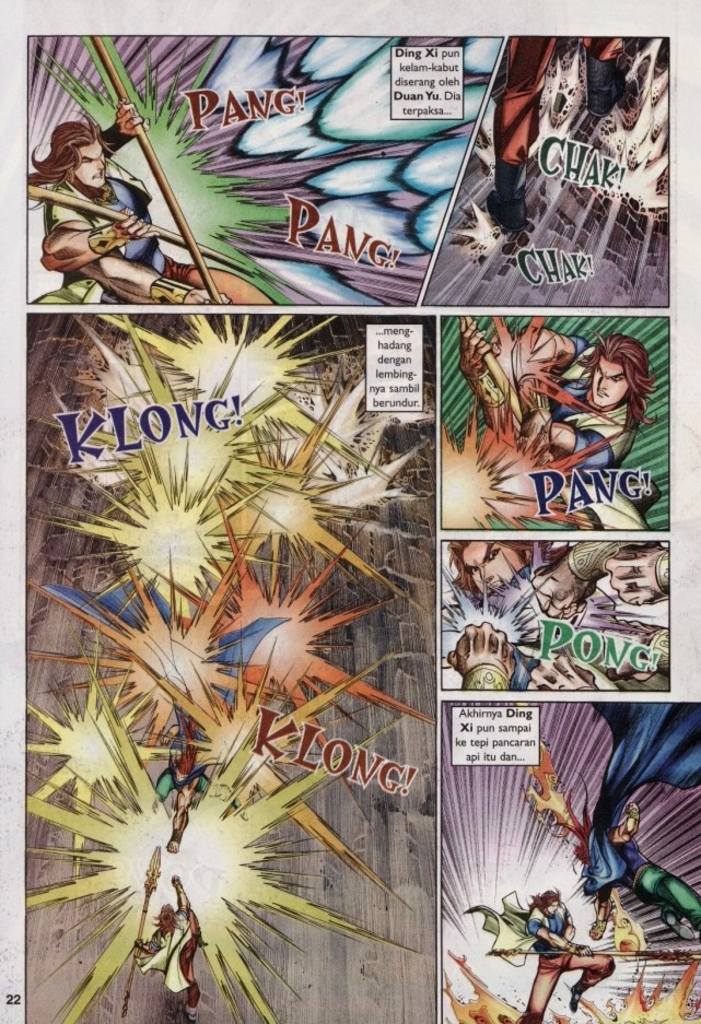 Ding Xi pun
kelam-kabut
diserang oleh
Duan Yu. Dia
terpaksa...
PANG!
PANG!
CHAK!
CHAK!
...meng-
hadang
dengan
lembing-
nya sambil
berundur.
KLONG!
KLONG!
PANG!
PONG!
Akhirnya Ding
Xi pun sampai
ke tepi pancaran
api itu dan...
22